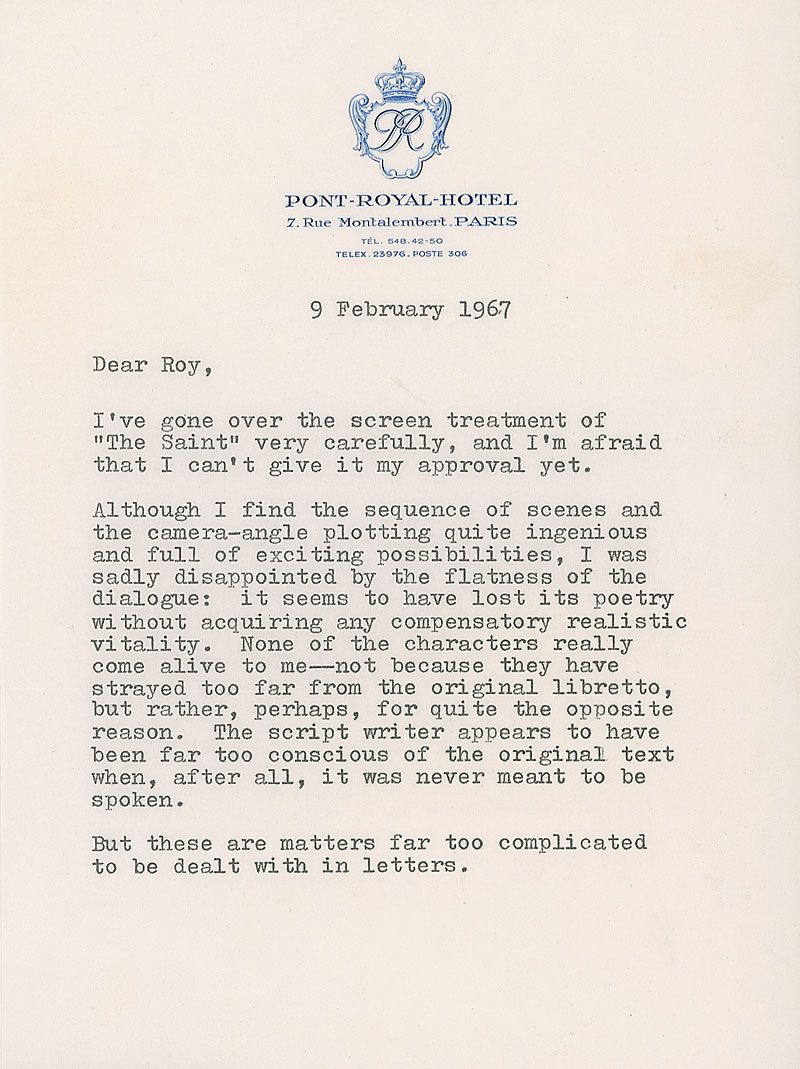 PR
PONT-ROYAL-HOTEL
7, Rue Montalembert_PARIS
TÉL. 548.42-50
TELEX. 23976. POSTE 306
9 February 1967
Dear Roy,
I've gone over the screen treatment of
"The Saint" very carefully, and I'm afraid
that I can't give it my approval yet.
Although I find the sequence of scenes and
the camera-angle plotting quite ingenious
and full of exciting possibilities, I was
sadly disappointed by the flatness of the
dialogue:  it seems to have lost its poetry
without acquiring any compensatory realistic
vitality.  None of the characters really
come alive to me--not because they have
strayed too far from the original libretto,
but rather, perhaps, for quite the opposite
reason.  The script writer appears to have
been far too conscious of the original text
when, after all, it was never meant to be
spoken.
But these are matters far too complicated
to be dealt with in letters.